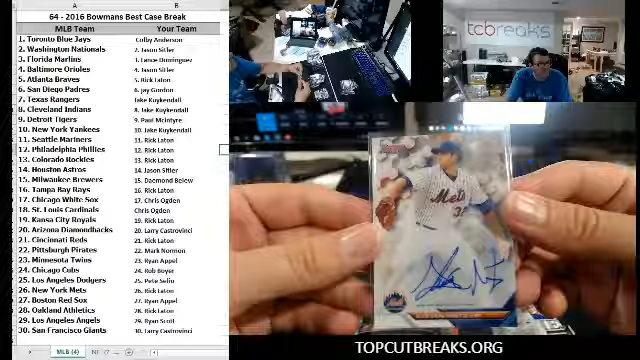 64 - 2016 Bowmans Best Case Break
A B
MLB Team Your Team
1. Toronto Blue Jays Colby Anderson
2. Washington Nationals 2. Jason Sitler
3. Florida Marlins 3. Lance Dominguez
4. Baltimore Orioles 4. Jason Sitler
5. Atlanta Braves 5. Rick Laton
6. San Diego Padres 6. Jay Gordon
7. Texas Rangers Jake Kuykendall
8. Cleveland Indians 8. Jake Kuykendall
9. Detroit Tigers 9. Paul Mcintyre
10. New York Yankees 10. Jake Kuykendall
11. Seattle Mariners 11. Rick Laton
12. Philadelphia Phillies 12. Rick Laton
13. Colorado Rockies 13. Rick Laton
14. Houston Astros 14. Jason Sitler
15. Milwaukee Brewers 15. Daemond Belew
16. Tampa Bay Rays 16. Rick Laton
17. Chicago White Sox 17. Chris Ogden
18. St. Louis Cardinals Chris Ogden
19. Kansa City Royals 19. Rick Laton
20. Arizona Diamondbacks 20. Larry Castrovinci
21. Cincinnati Reds 21. Rick Laton
22. Pittsburgh Pirates 22. Mark Normon
23. Minnesota Twins 23. Ryan Appel
24. Chicago Cubs 24. Rob Boyer
25. Los Angeles Dodgers 25. Pete Selio
26. New York Mets 26. Rick Laton
27. Boston Red Sox 27. Ryan Appel
28. Oakland Athletics 28. Rick Laton
29. Los Angeles Angels 29. Ryan Scott
30. San Francisco Giants 30. Larry Castrovinci
MLB (4)
tcbreaks
Mets
TOPCUTBREAKS.ORG